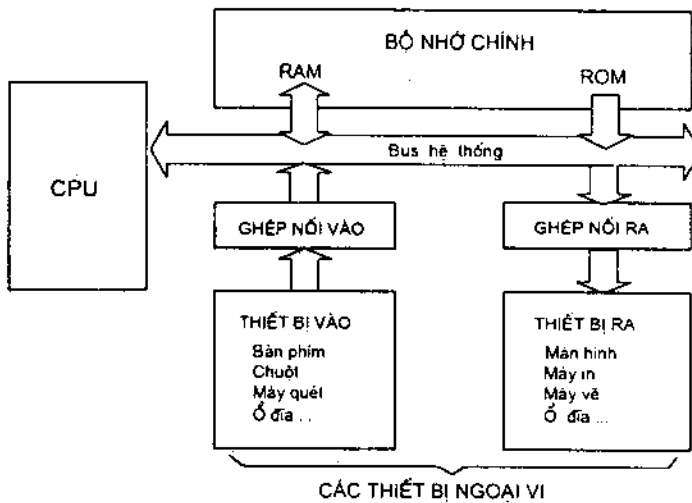 BỘ NHỚ CHÍNH
RAM
ROM
CPU
Bus hệ thống
GHÉP NỐI VÀO
GHÉP NỐI RA
THIẾT BỊ VÀO
Bàn phím
Chuột
Máy quét
Ổ đĩa ...
THIẾT BỊ RA
Màn hình
Máy in
Máy vẽ
Ổ đĩa ...
CÁC THIẾT BỊ NGOẠI VI